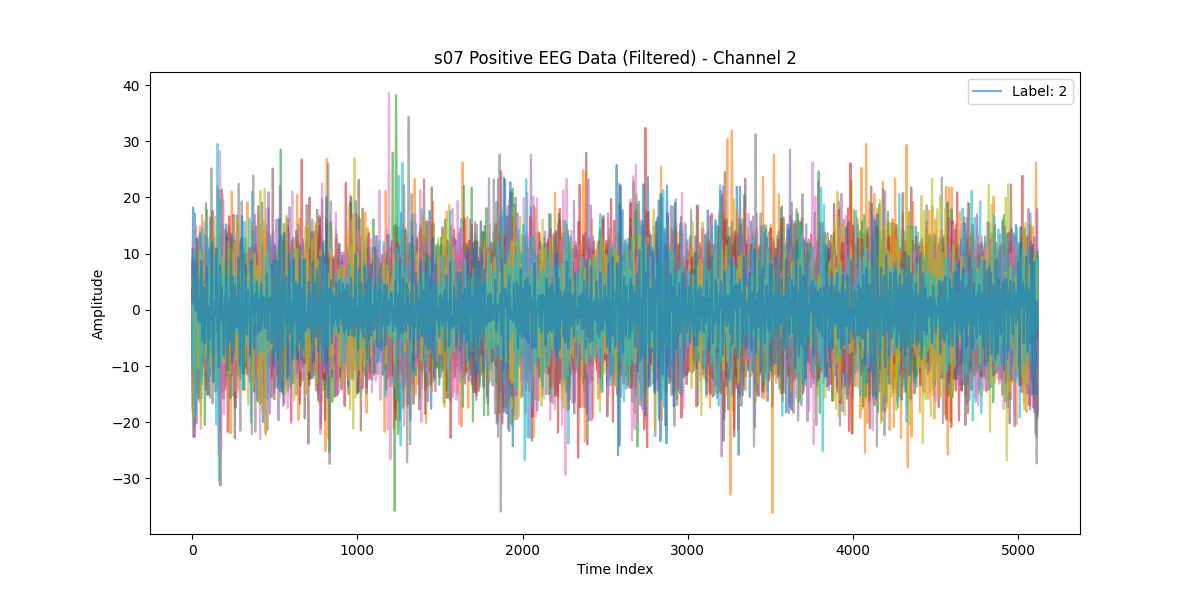 s07 Positive EEG Data (Filtered) - Channel 2
Label: 2
Amplitude
40
30
20
10
0
−10
−20
−30
0 1000 2000 3000 4000 5000
Time Index